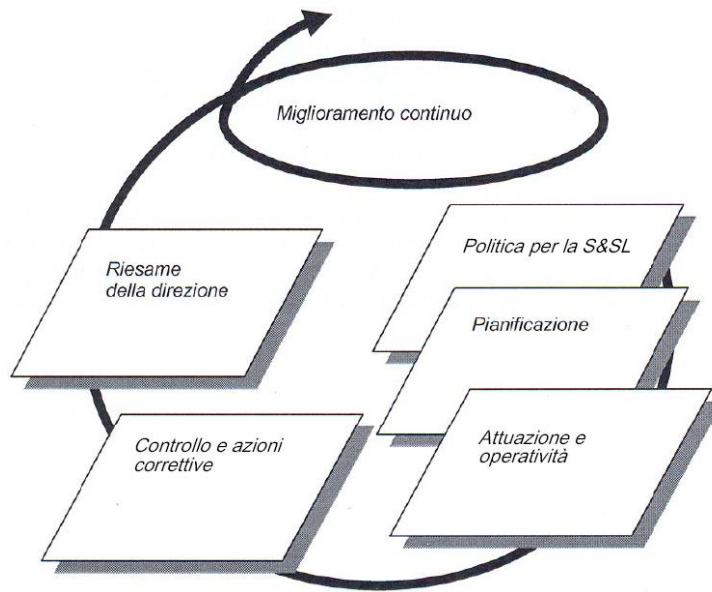 Miglioramento continuo
Politica per la S&SL
Pianificazione
Attuazione e
operatività
Controllo e azioni
correttive
Riesame
della direzione